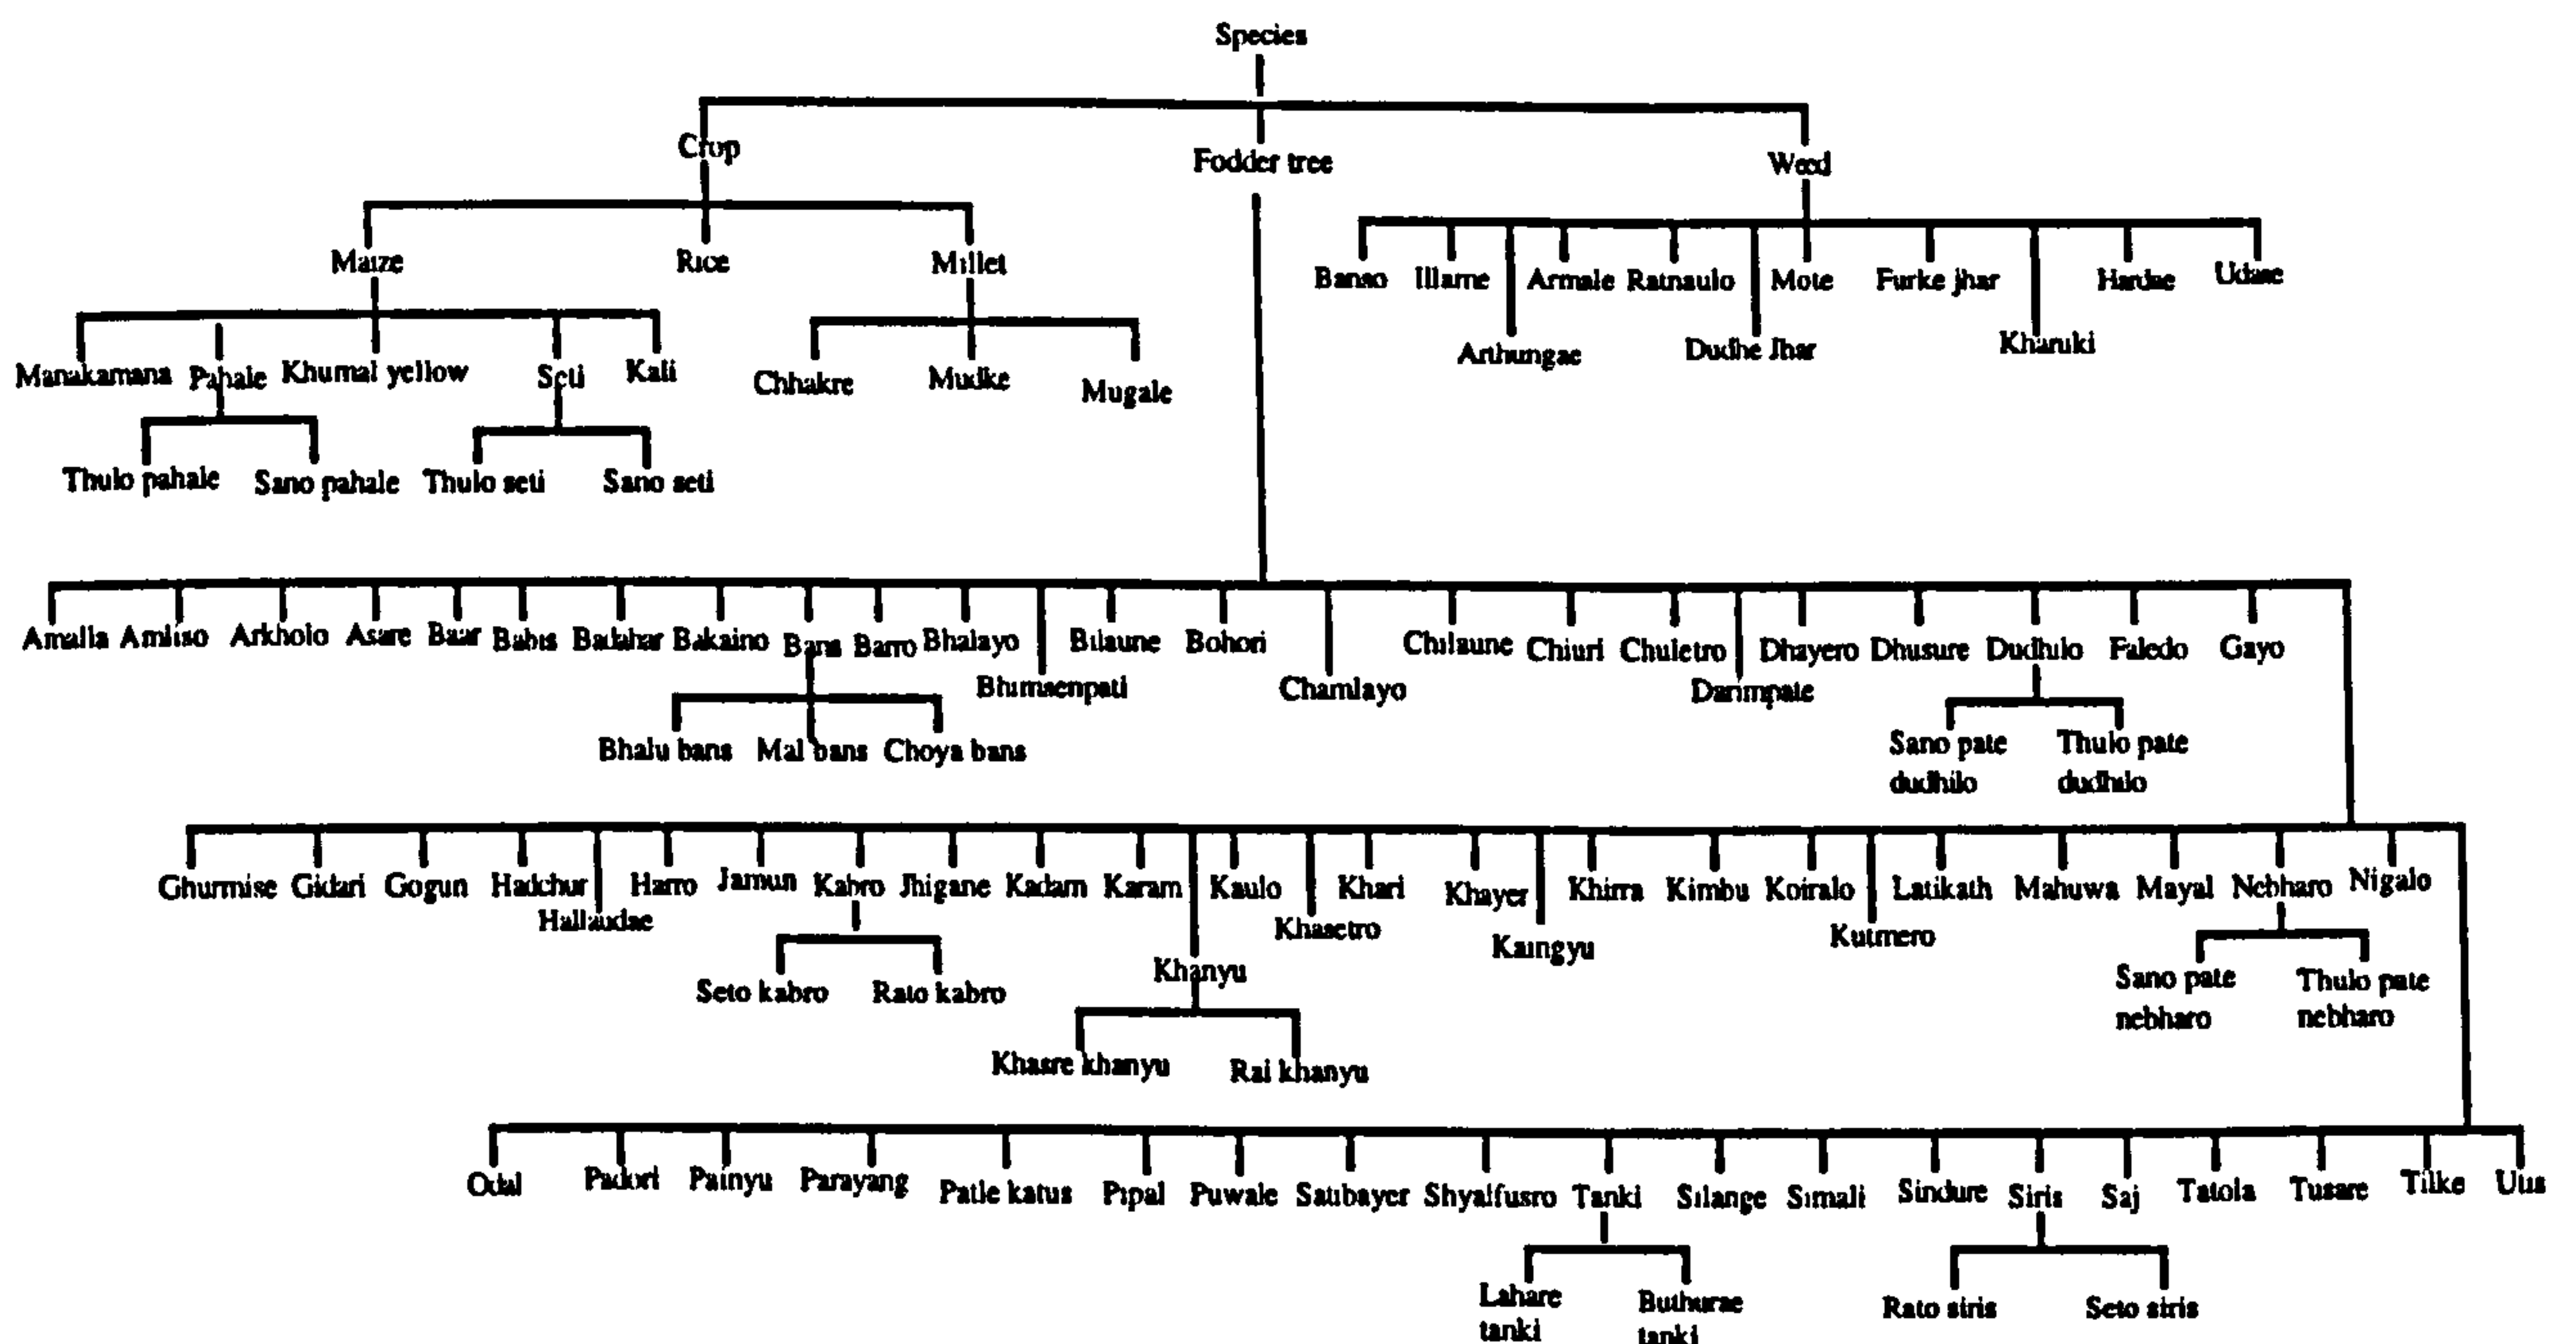 Species
Crop
Fodder tree
Weed
Maize
Rice
Millet
Banso
Illame
Armale
Ratnaulo
Mote
Furke jhar
Hardae
Udase
Arthungae
Dudhe Jhar
Kharuki
Manakamana
Pahale
Khumal yellow
Seti
Kali
Chhakre
Mudke
Mugale
Thulo pahale
Sano pahale
Thulo seti
Sano seti
Amalla
Amliso
Arkholo
Asare
Baar
Babis
Badahar
Bakaino
Bans
Barro
Bhalayo
Bilaune
Bohori
Chilaune
Chiuri
Chuletro
Dhayero
Dhusure
Dudhilo
Faledo
Gayo
Bhimsenpati
Chamlayo
Darimpate
Bhalu bans
Mal bans
Choya bans
Sano pate
dudhilo
Thulo pate
dudhilo
Ghurmise
Gidari
Gogun
Hadchur
Harro
Jamun
Kabro
Jhigane
Kadam
Karam
Kaulo
Khari
Khayer
Khirra
Kimbu
Koiralo
Latikath
Mahuwa
Mayal
Nebharo
Nigalo
Hallaudae
Khasetro
Kaingyu
Kutmero
Seto kabro
Rato kabro
Khanyu
Sano pate
nebharo
Thulo pate
nebharo
Khasre khanyu
Rai khanyu
Odal
Padori
Painyu
Parayang
Patle katus
Pipal
Puwale
Satibayer
Shyalfusro
Tanki
Silange
Simali
Sindure
Siris
Saj
Tatola
Tusare
Tilke
Utis
Lahare
tanki
Buthurae
tanki
Rato siris
Seto siris